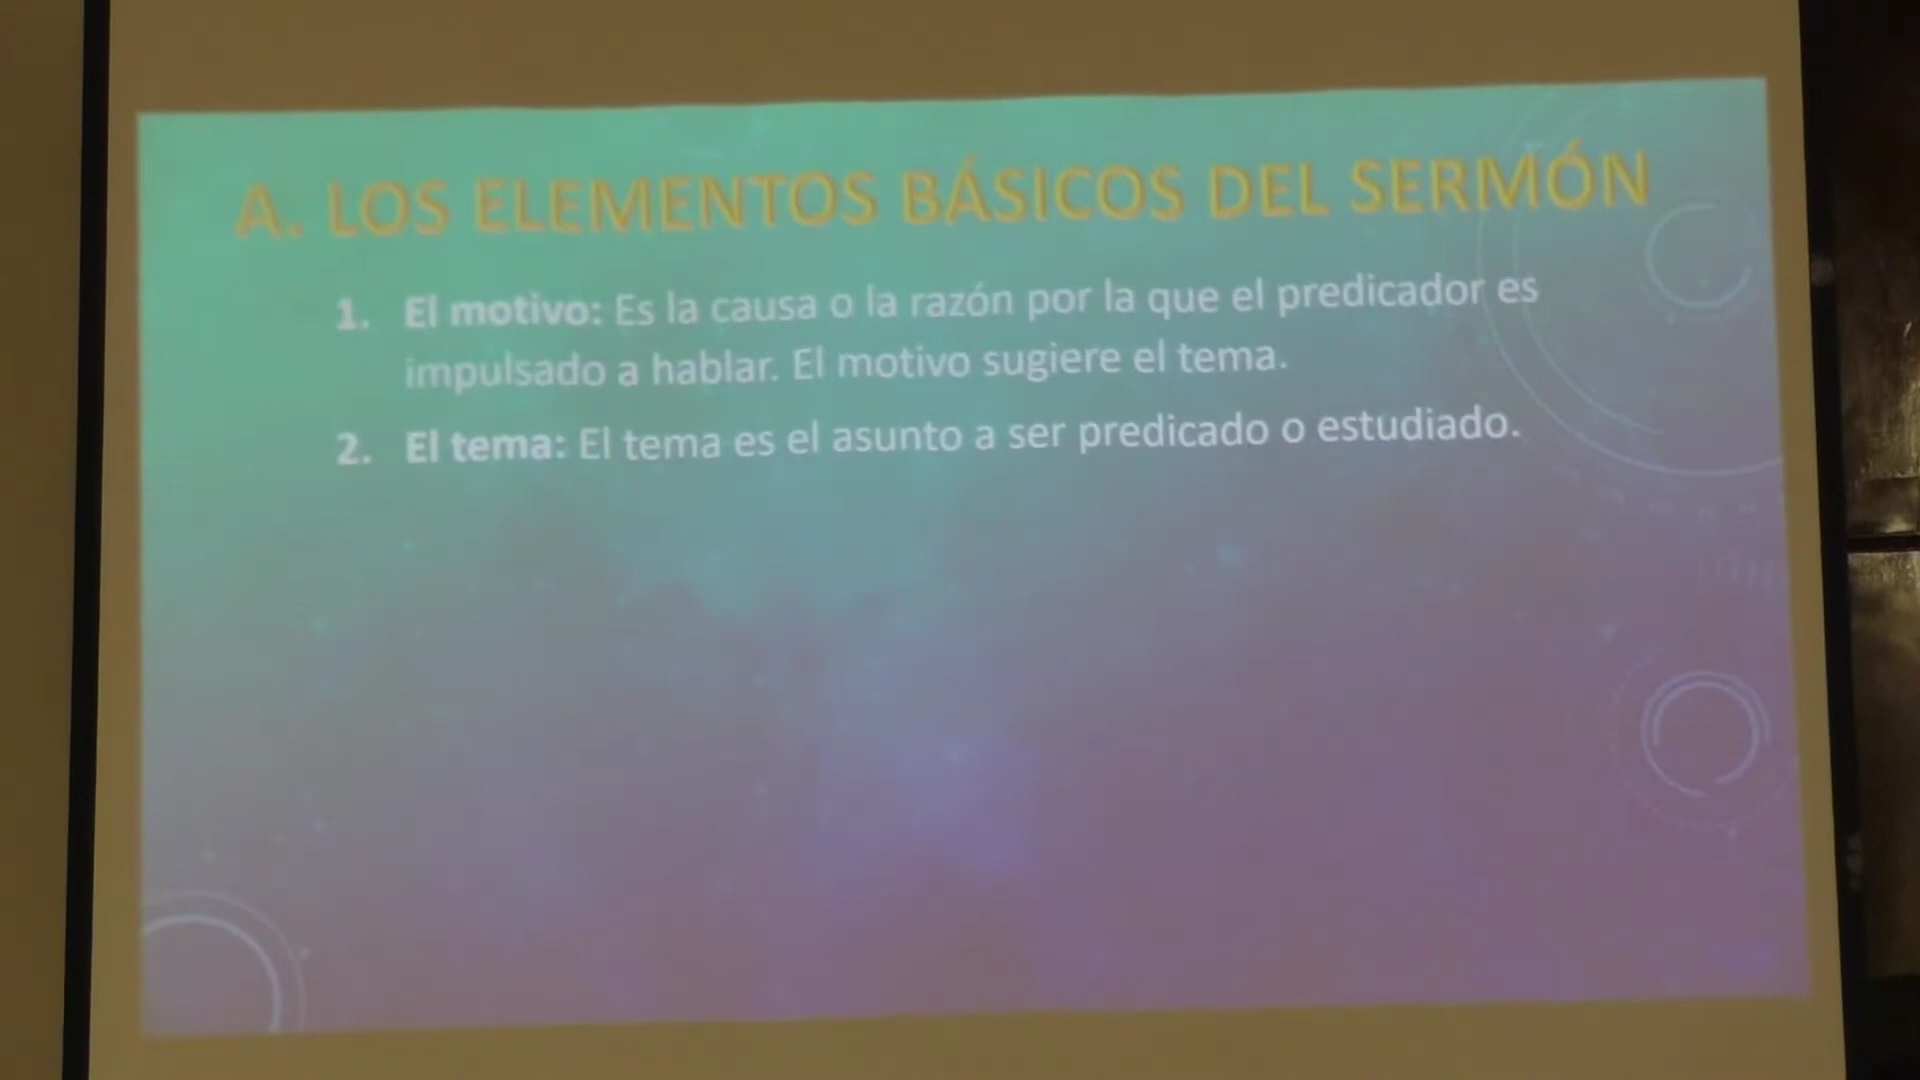 A. LOS ELEMENTOS BÁSICOS DEL SERMÓN
1. El motivo: Es la causa o la razón por la que el predicador es
impulsado a hablar. El motivo sugiere el tema.
2. El tema: El tema es el asunto a ser predicado o estudiado.